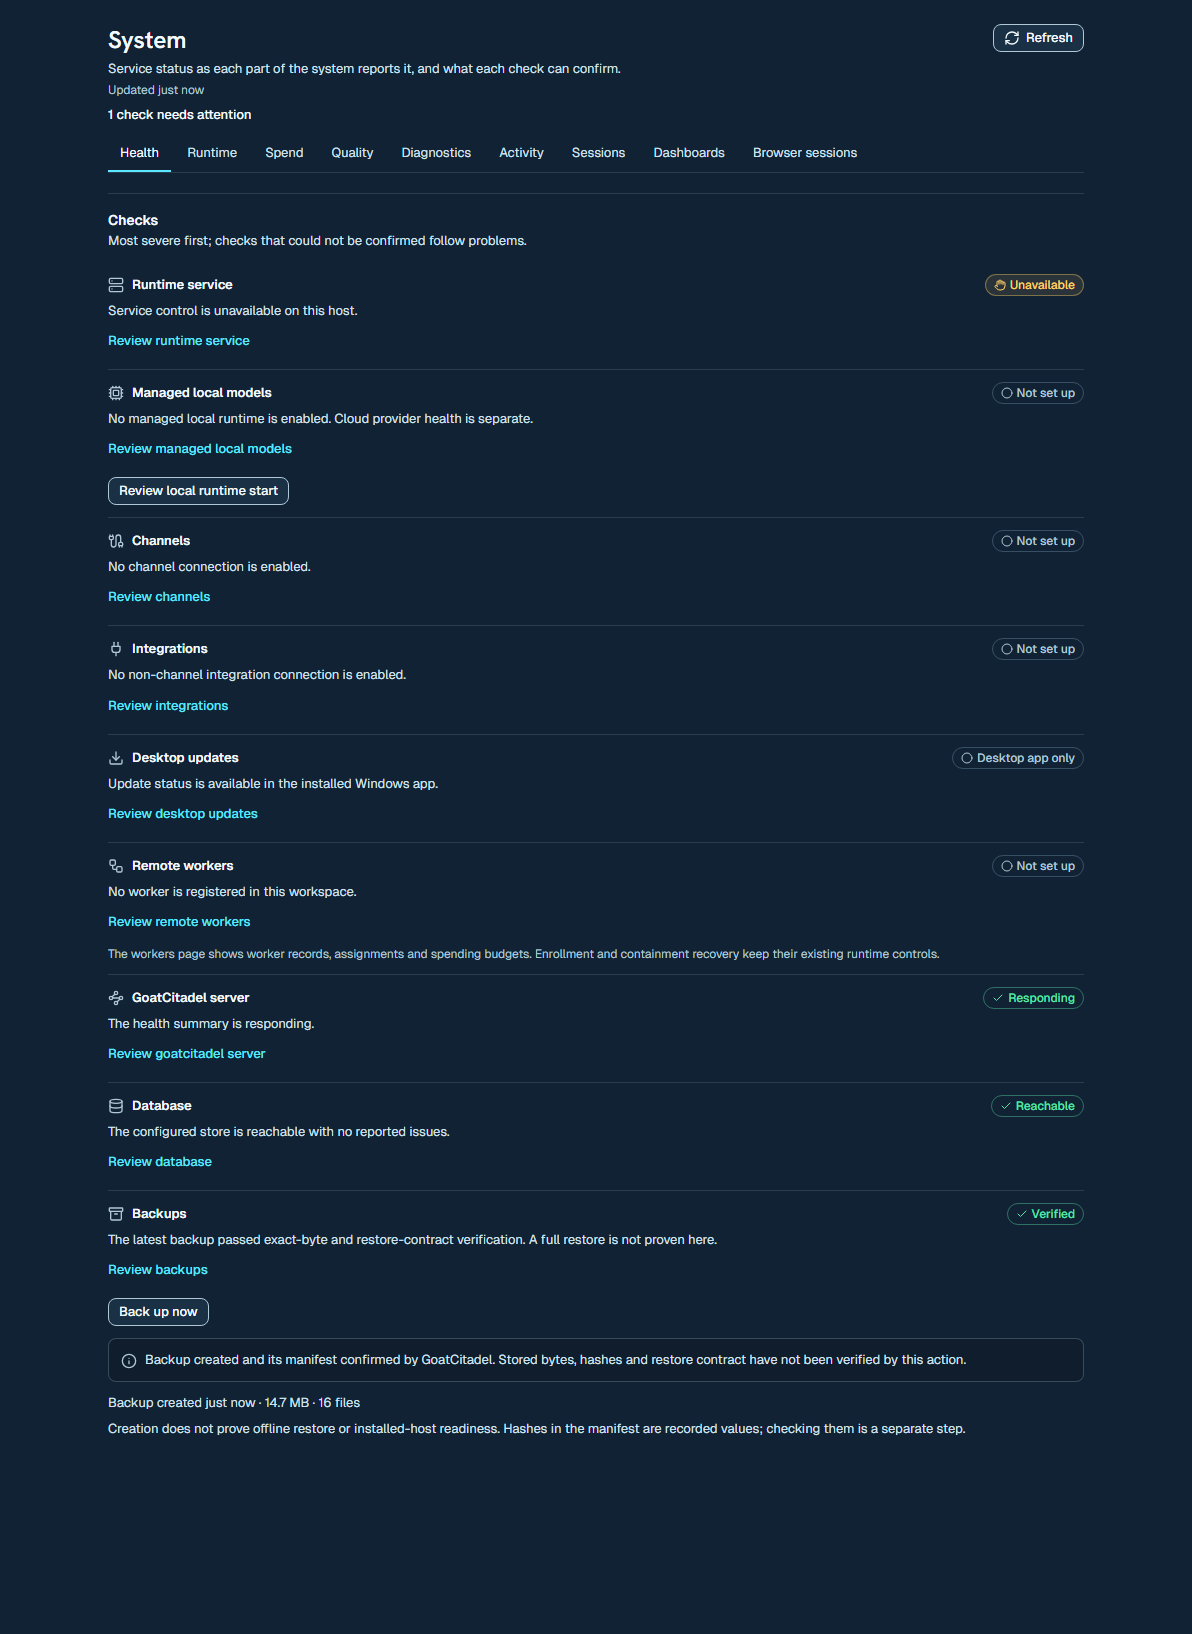 System
Refresh
Service status as each part of the system reports it, and what each check can confirm.
Updated just now
1 check needs attention
Health Runtime Spend Quality Diagnostics Activity Sessions Dashboards Browser sessions
Checks
Most severe first; checks that could not be confirmed follow problems.
Runtime service
Unavailable
Service control is unavailable on this host.
Review runtime service
Managed local models
Not set up
No managed local runtime is enabled. Cloud provider health is separate.
Review managed local models
Review local runtime start
Channels
Not set up
No channel connection is enabled.
Review channels
Integrations
Not set up
No non-channel integration connection is enabled.
Review integrations
Desktop updates
Desktop app only
Update status is available in the installed Windows app.
Review desktop updates
Remote workers
Not set up
No worker is registered in this workspace.
Review remote workers
The workers page shows worker records, assignments and spending budgets. Enrollment and containment recovery keep their existing runtime controls.
GoatCitadel server
Responding
The health summary is responding.
Review goatcitadel server
Database
Reachable
The configured store is reachable with no reported issues.
Review database
Backups
Verified
The latest backup passed exact-byte and restore-contract verification. A full restore is not proven here.
Review backups
Back up now
Backup created and its manifest confirmed by GoatCitadel. Stored bytes, hashes and restore contract have not been verified by this action.
Backup created just now · 14.7 MB · 16 files
Creation does not prove offline restore or installed-host readiness. Hashes in the manifest are recorded values; checking them is a separate step.